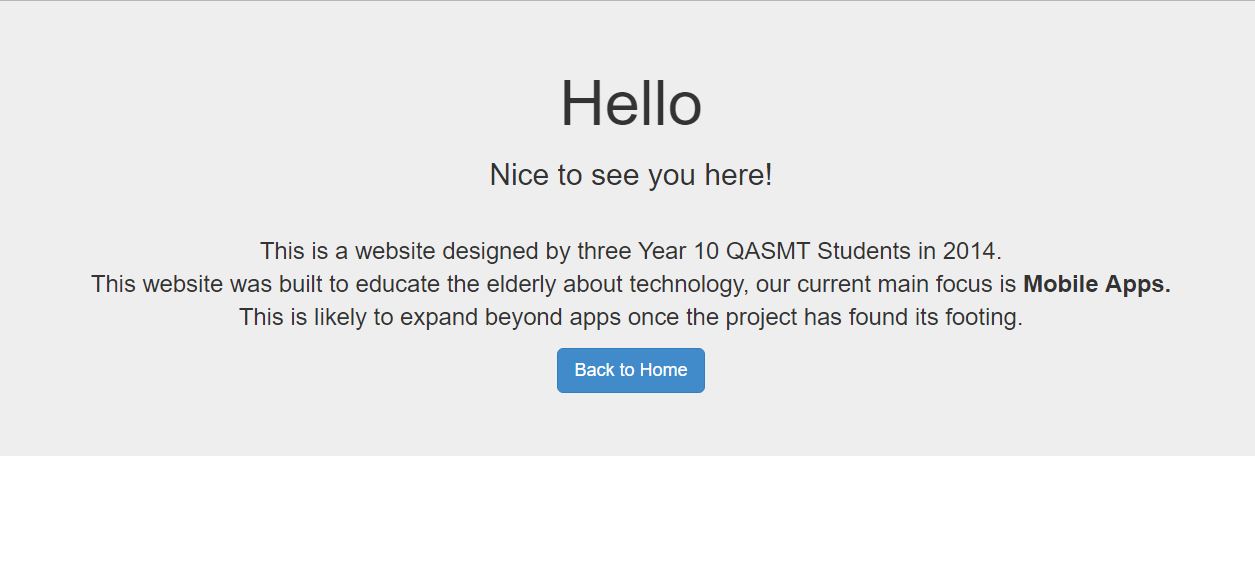 Hello
Nice to see you here!
This is a website designed by three Year 10 QASMT Students in 2014.
This website was built to educate the elderly about technology, our current main focus is Mobile Apps.
This is likely to expand beyond apps once the project has found its footing.
Back to Home